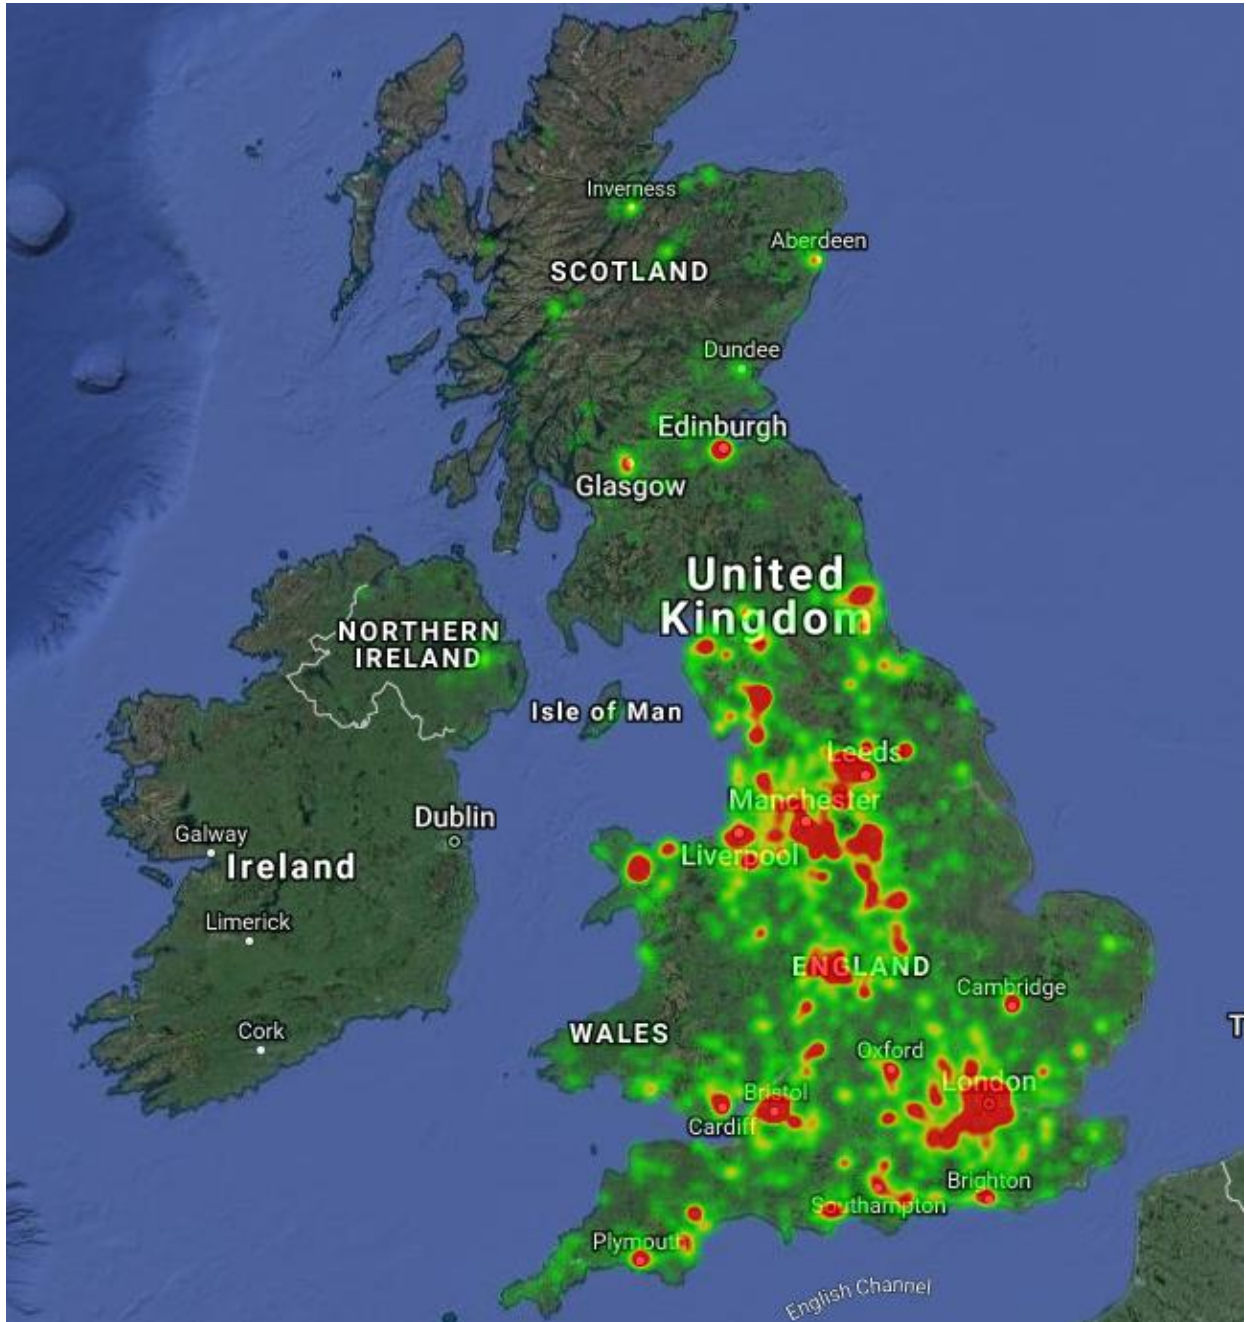 Inverness
Aberdeen
SCOTLAND
Dundee
Edinburgh
Glasgow
United
Kingdom
NORTHERN
IRELAND
Isle of Man
Leeds
Manchester
Dublin
Galway
Liverpool
Ireland
Limerick
ENGLAND
Cambridge
WALES
Cork
Oxford
London
Bristol
Cardiff
Brighton
Southampton
Plymouth
English Channel
T